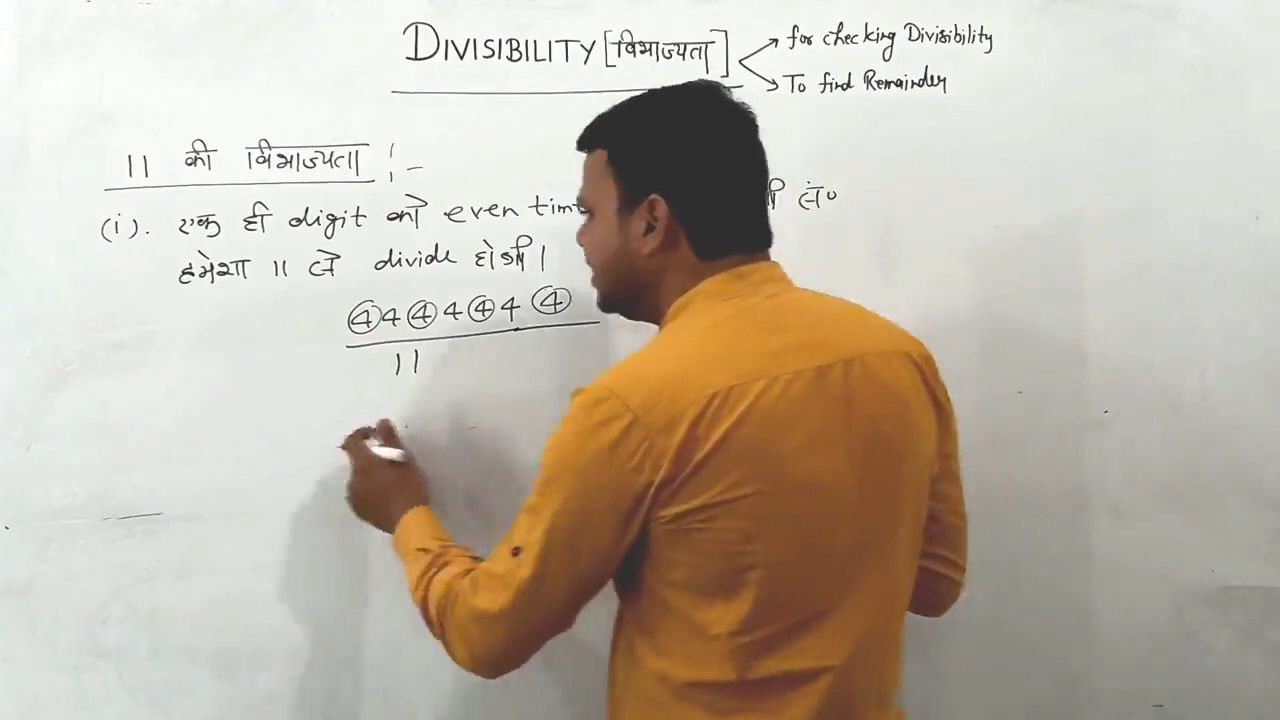 DIVISIBILITY [विभाज्यता]
for checking Divisibility
To find Remainder
11 की विभाज्यता :-
(i). एक ही digit को even tim सं०
हमेशा 11 से divide होगी।
4 4 4 4 4 4 4
11